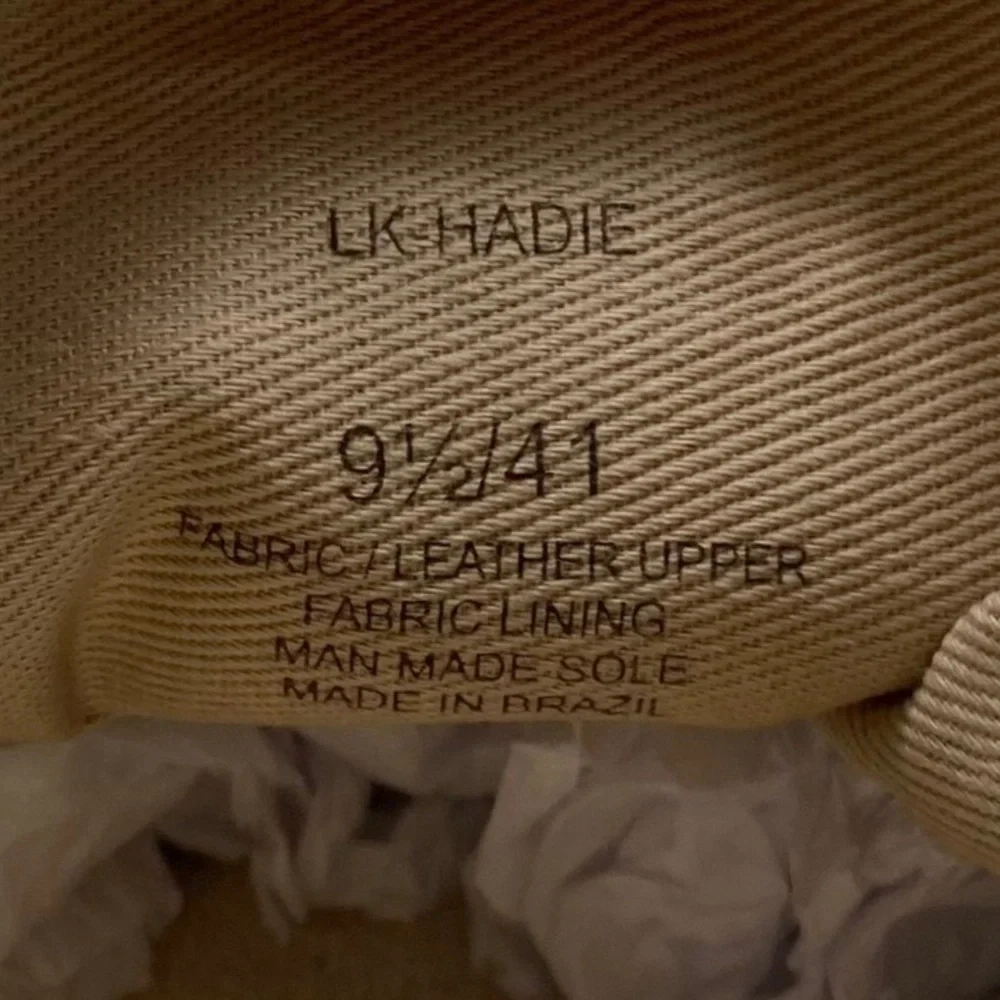 LK-HADIE
9½/41
FABRIC / LEATHER UPPER
FABRIC LINING
MAN MADE SOLE
MADE IN BRAZIL